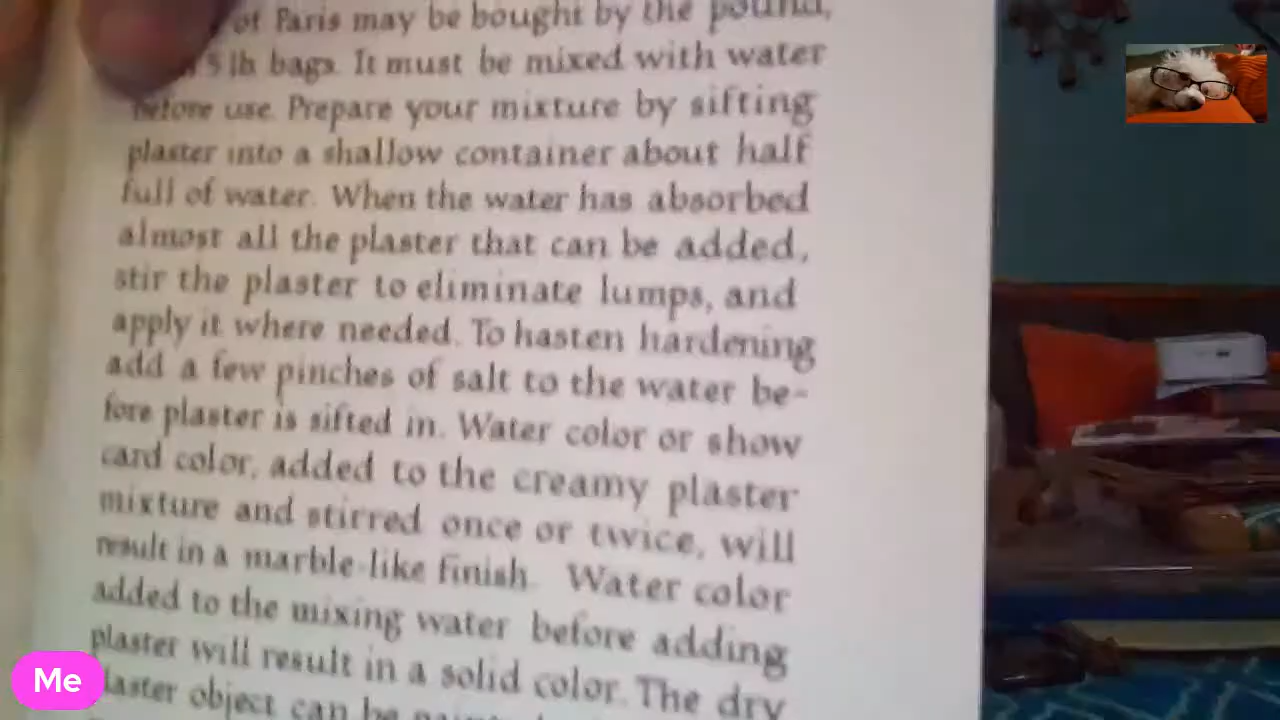 of Paris may be bought by the pound,
5 lb bags. It must be mixed with water
before use. Prepare your mixture by sifting
plaster into a shallow container about half
full of water. When the water has absorbed
almost all the plaster that can be added,
stir the plaster to eliminate lumps, and
apply it where needed. To hasten hardening
add a few pinches of salt to the water be-
fore plaster is sifted in. Water color or show
card color, added to the creamy plaster
mixture and stirred once or twice, will
result in a marble-like finish. Water color
added to the mixing water before adding
plaster will result in a solid color. The dry
plaster object can be
Me